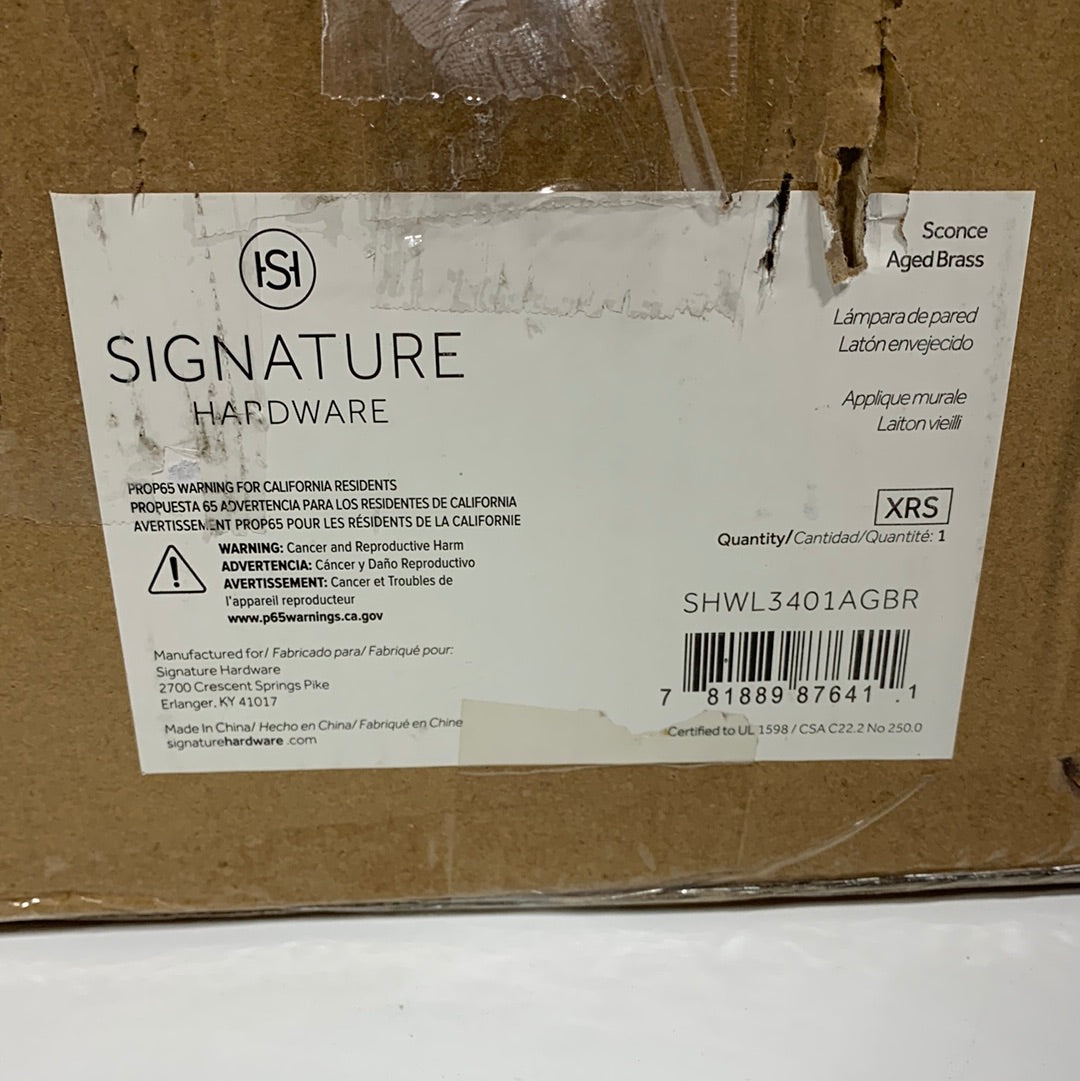 SH
SIGNATURE
HARDWARE
Sconce
Aged Brass
Lámpara de pared
Latón envejecido
Applique murale
Laiton vieilli
PROP65 WARNING FOR CALIFORNIA RESIDENTS
PROPUESTA 65 ADVERTENCIA PARA LOS RESIDENTES DE CALIFORNIA
AVERTISSEMENT PROP65 POUR LES RÉSIDENTS DE LA CALIFORNIE
WARNING: Cancer and Reproductive Harm
ADVERTENCIA: Cáncer y Daño Reproductivo
AVERTISSEMENT: Cancer et Troubles de
l'appareil reproducteur
www.p65warnings.ca.gov
Manufactured for/ Fabricado para/ Fabriqué pour:
Signature Hardware
2700 Crescent Springs Pike
Erlanger, KY 41017
Made In China/ Hecho en China/ Fabriqué en Chine
signaturehardware.com
XRS
Quantity/Cantidad/Quantité: 1
SHWL3401AGBR
7 81889 87641 1
Certified to UL 1598 / CSA C22.2 No 250.0